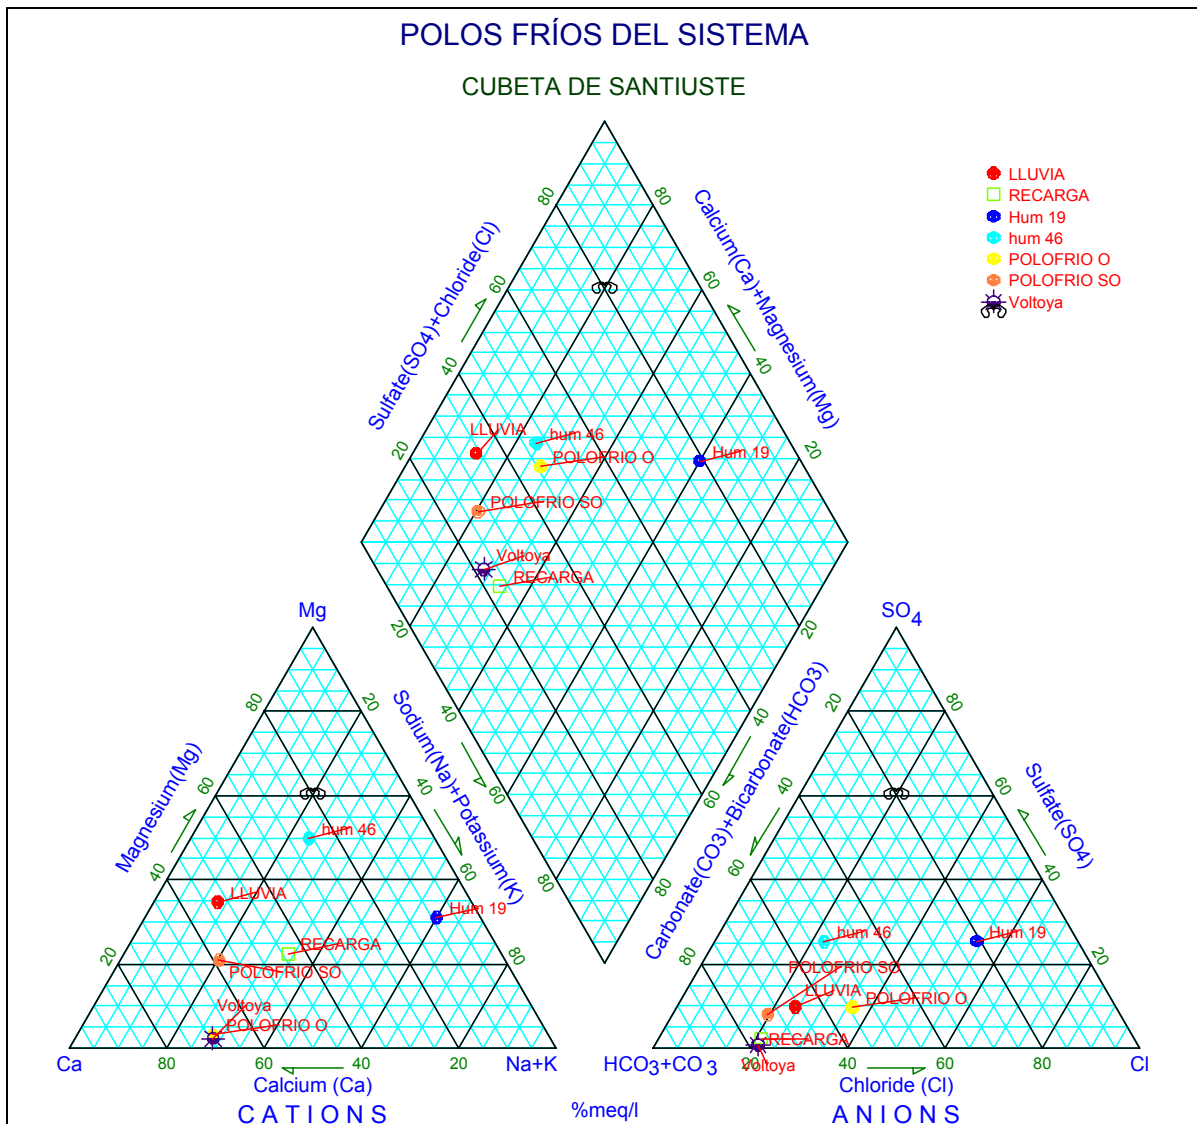 POLOS FRÍOS DEL SISTEMA
CUBETA DE SANTIUSTE
LLUVIA
RECARGA
Hum 19
hum 46
POLOFRIO O
POLOFRIO SO
Voltoya
80
80
Sulfate(SO4)+Chloride(Cl)
Calcium(Ca)+Magnesium(Mg)
60
60
40
40
20
20
LLUVIA
hum 46
POLOFRIO O
Hum 19
POLOFRIO SO
Voltoya
RECARGA
20
20
40
40
60
60
80
80
Sodium(Na)+Potassium(K)
Carbonate(CO3)+Bicarbonate(HCO3)
Mg
80
20
Magnesium(Mg)
60
40
40
60
20
80
hum 46
LLUVIA
Hum 19
RECARGA
POLOFRIO SO
Voltoya
POLOFRIO O
Ca
80
60
40
20
Na+K
Calcium (Ca)
CATIONS
%meq/l
SO4
20
80
Sulfate(SO4)
40
60
60
40
80
20
hum 46
Hum 19
POLOFRIO SO
LLUVIA
POLOFRIO O
RECARGA
Voltoya
HCO3+CO3
20
40
60
80
Cl
Chloride (Cl)
ANIONS